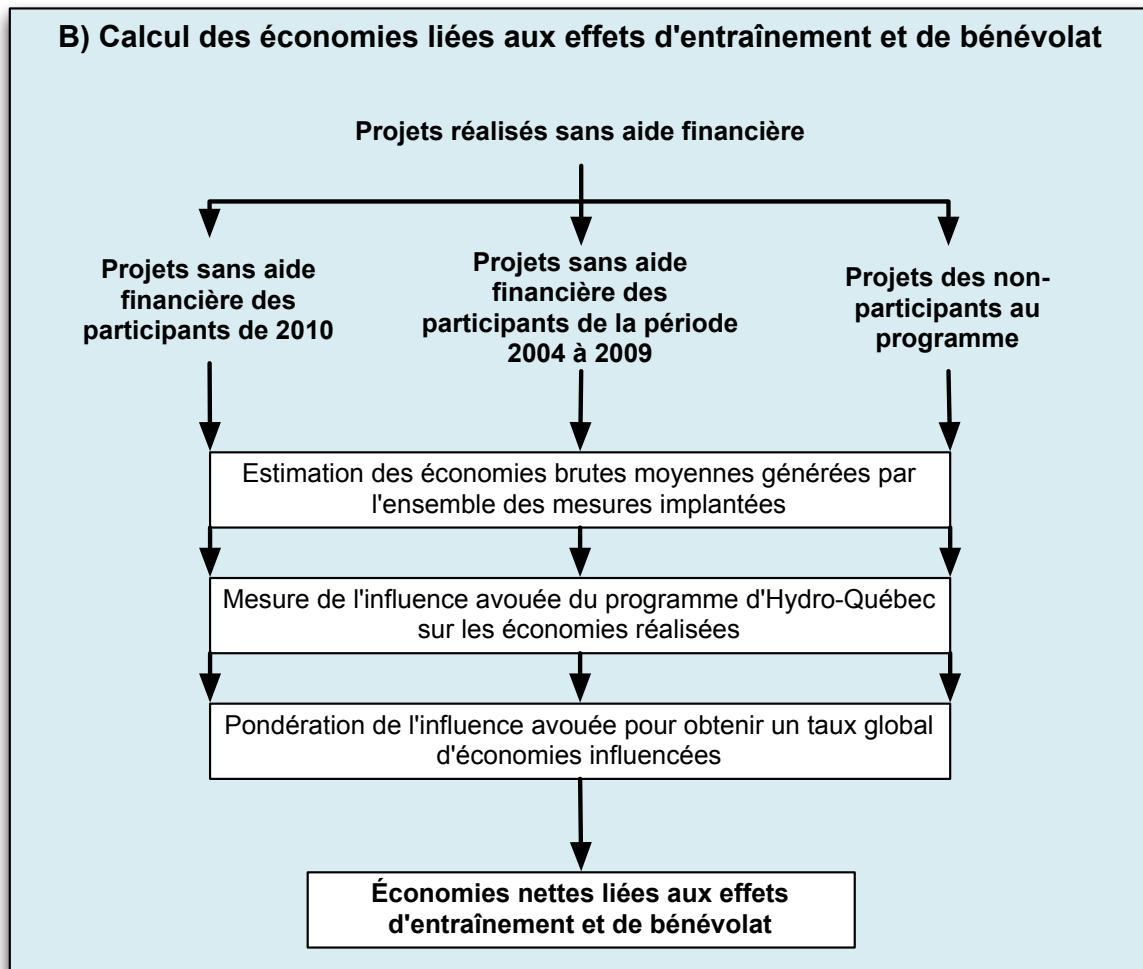 B) Calcul des économies liées aux effets d'entraînement et de bénévolat
Projets réalisés sans aide financière
Projets sans aide
financière des
participants de 2010
Projets sans aide
financière des
participants de la période
2004 à 2009
Projets des non-
participants au
programme
Estimation des économies brutes moyennes générées par
l'ensemble des mesures implantées
Mesure de l'influence avouée du programme d'Hydro-Québec
sur les économies réalisées
Pondération de l'influence avouée pour obtenir un taux global
d'économies influencées
Économies nettes liées aux effets
d'entraînement et de bénévolat